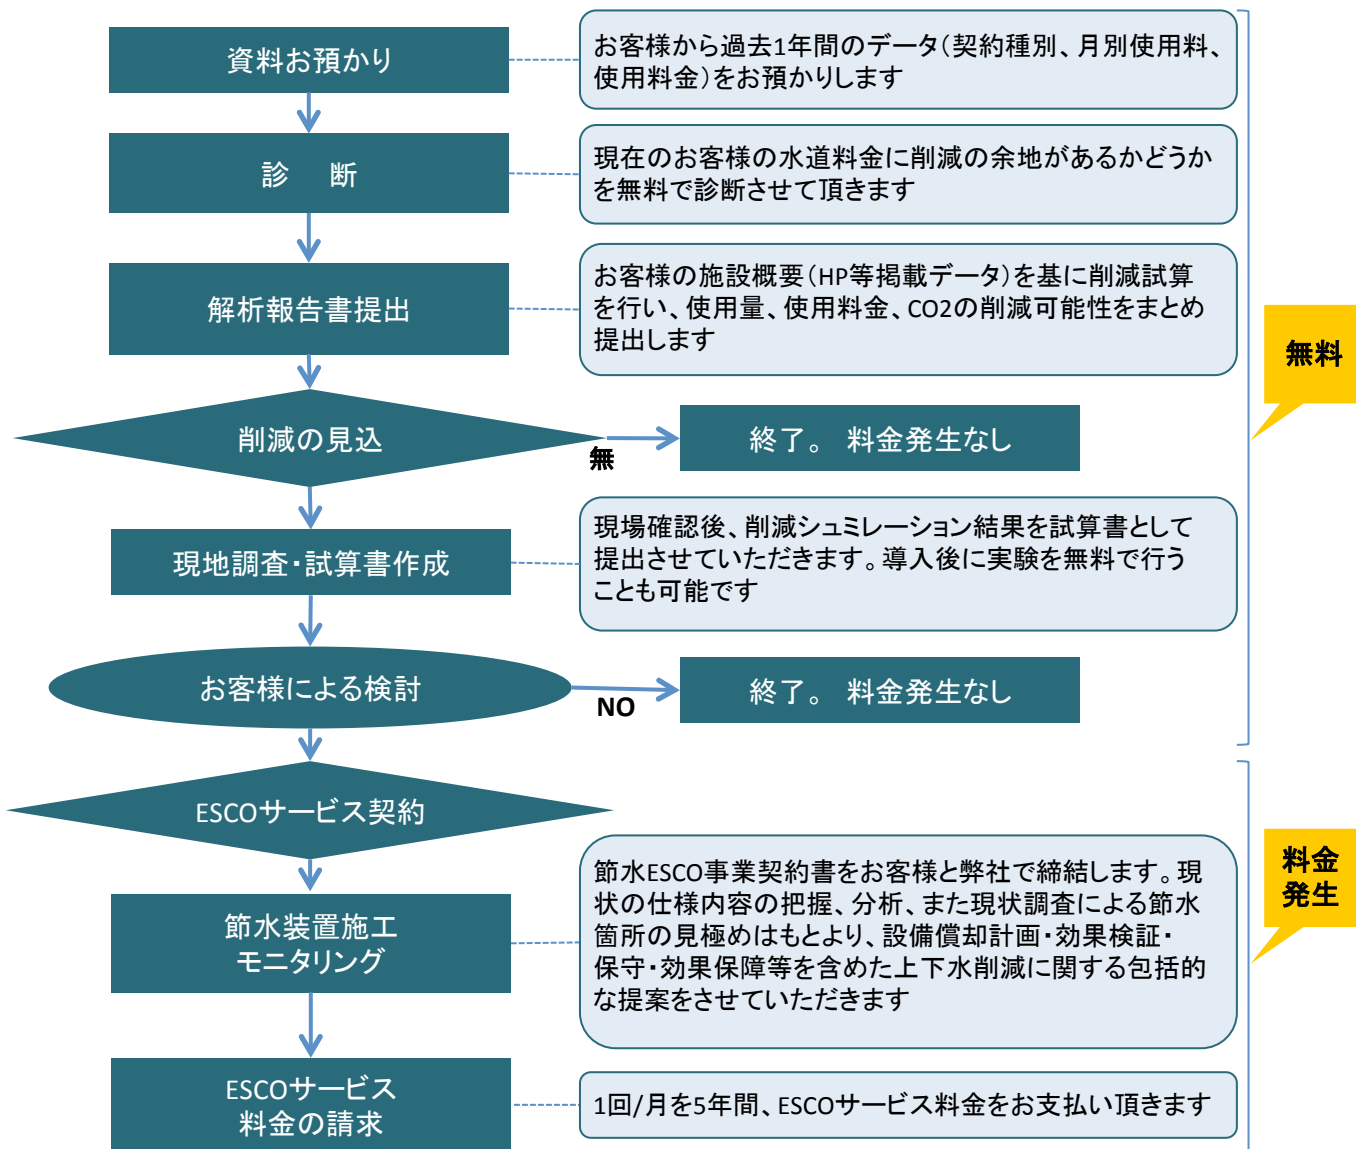 資料お預かり
お客様から過去1年間のデータ（契約種別、月別使用料、
使用料金）をお預かりします
診　断
現在のお客様の水道料金に削減の余地があるかどうか
を無料で診断させて頂きます
解析報告書提出
お客様の施設概要（HP等掲載データ）を基に削減試算
を行い、使用量、使用料金、CO2の削減可能性をまとめ
提出します
無料
削減の見込
無
終了。　料金発生なし
現地調査・試算書作成
現場確認後、削減シュミレーション結果を試算書として
提出させていただきます。導入後に実験を無料で行う
ことも可能です
お客様による検討
NO
終了。　料金発生なし
ESCOサービス契約
料金
発生
節水装置施工
モニタリング
節水ESCO事業契約書をお客様と弊社で締結します。現
状の仕様内容の把握、分析、また現状調査による節水
箇所の見極めはもとより、設備償却計画・効果検証・
保守・効果保障等を含めた上下水削減に関する包括的
な提案をさせていただきます
ESCOサービス
料金の請求
1回/月を5年間、ESCOサービス料金をお支払い頂きます